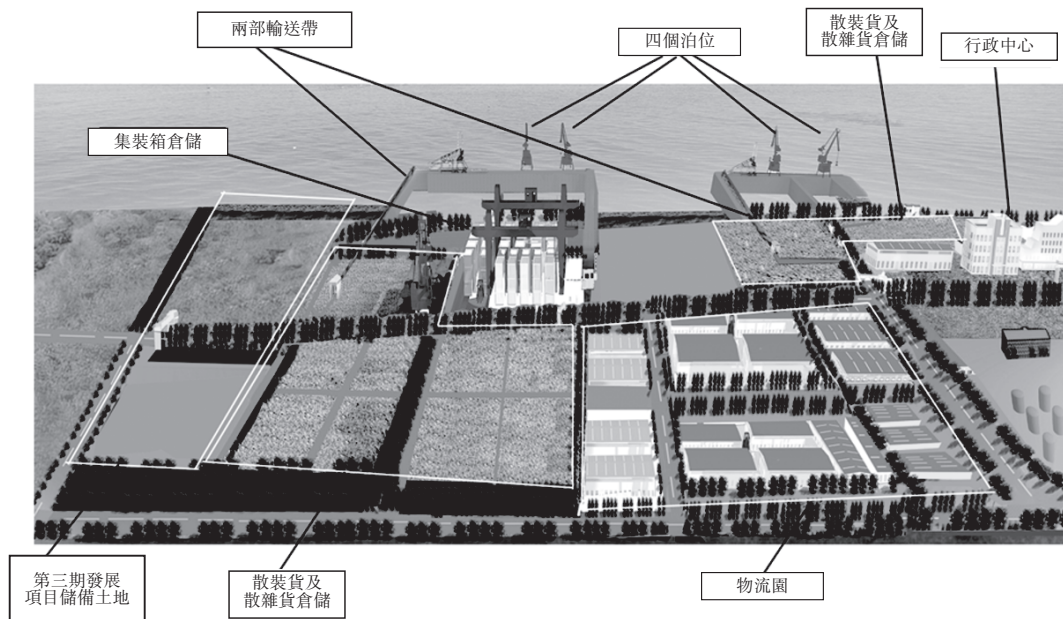 兩部輸送帶
四個泊位
散裝貨及
散雜貨倉儲
行政中心
集裝箱倉儲
第三期發展
項目儲備土地
散裝貨及
散雜貨倉儲
物流園